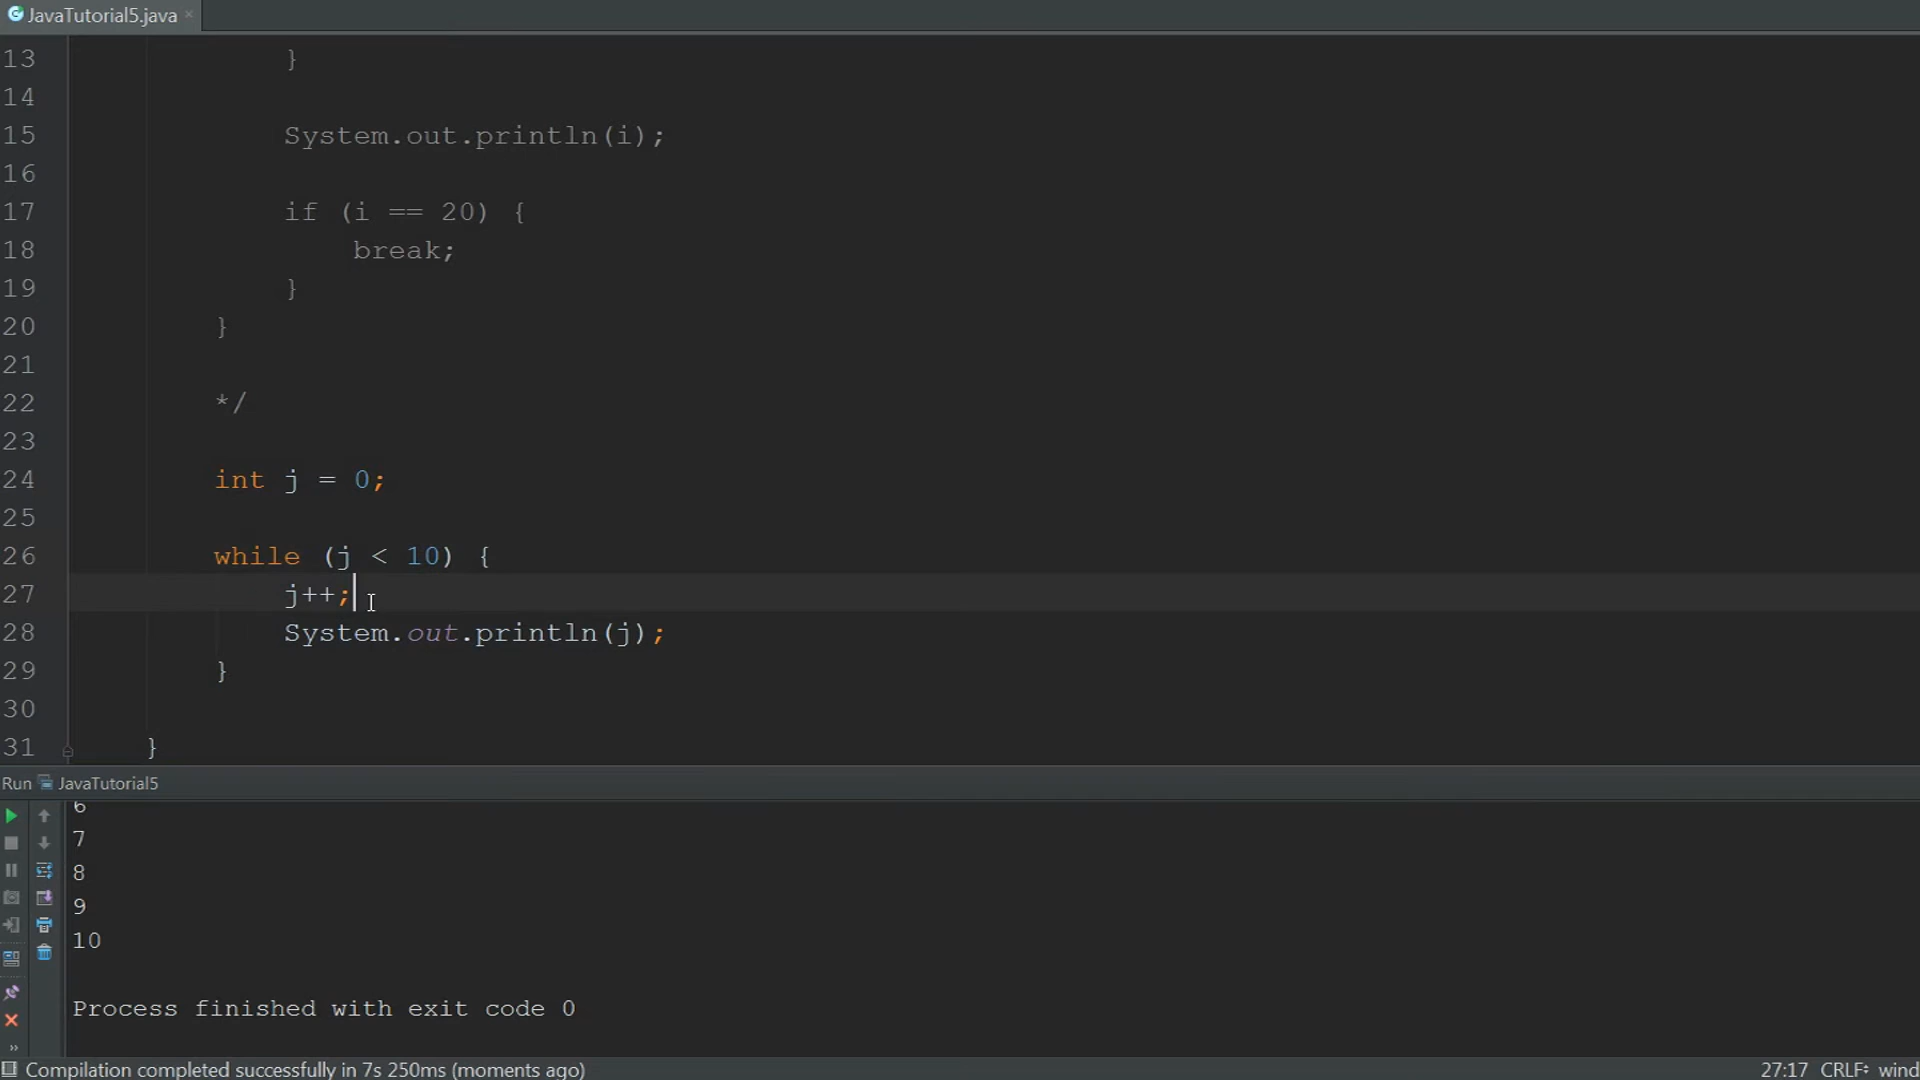 JavaTutorial5.java
13 }
14
15 System.out.println(i);
16
17 if (i == 20) {
18 break;
19 }
20 }
21
22 */
23
24 int j = 0;
25
26 while (j < 10) {
27 j++;
28 System.out.println(j);
29 }
30
31 }
Run JavaTutorial5
6
7
8
9
10
Process finished with exit code 0
Compilation completed successfully in 7s 250ms (moments ago) 27:17 CRLF÷ wind